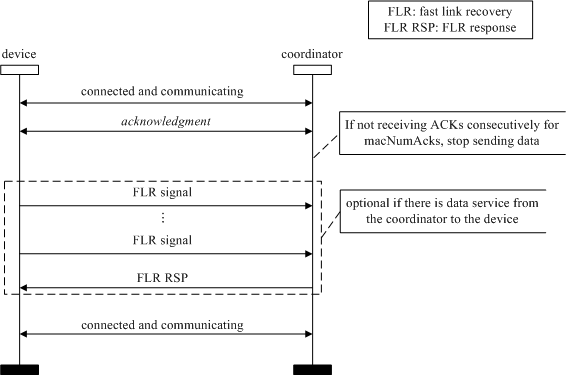 FLR: fast link recovery
FLR RSP: FLR response
device
coordinator
connected and communicating
acknowledgment
If not receiving ACKs consecutively for
macNumAcks, stop sending data
FLR signal
⋮
optional if there is data service from
the coordinator to the device
FLR signal
FLR RSP
connected and communicating